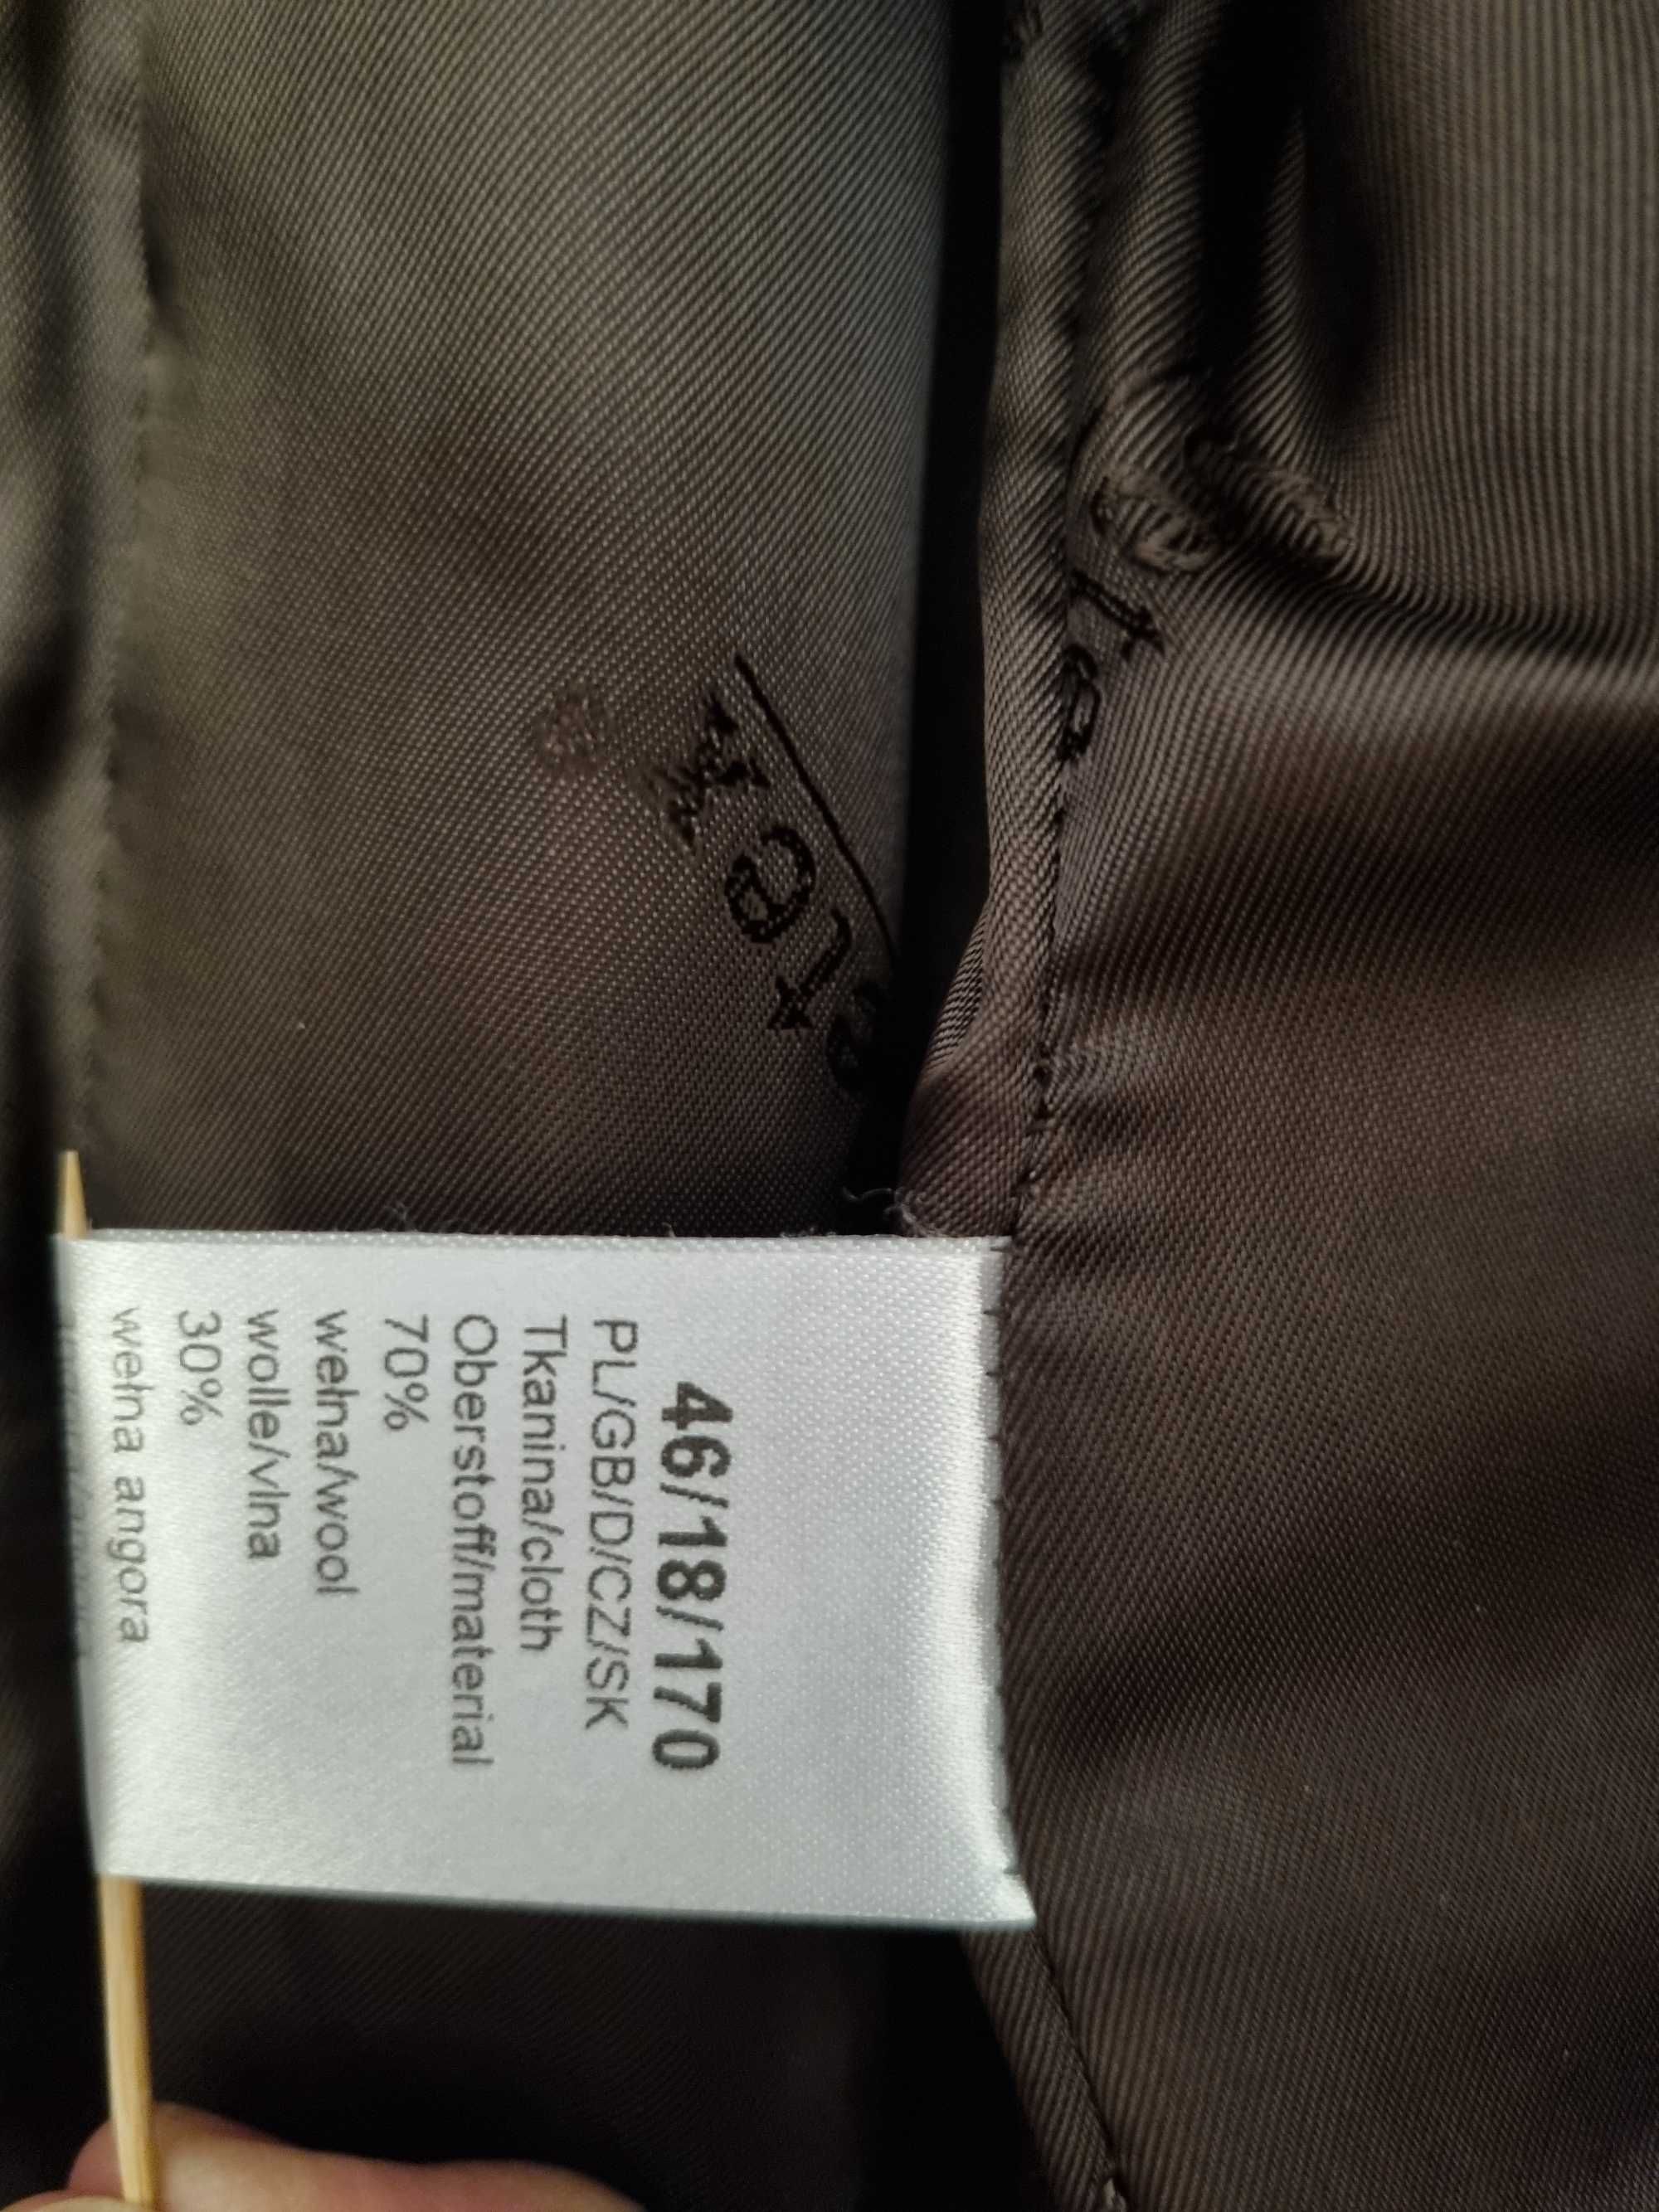 46/18/170
PL/GB/D/CZ/SK
Tkanina/cloth
Oberstoff/material
70%
wełna/wool
wolle/vlna
30%
wełna angora